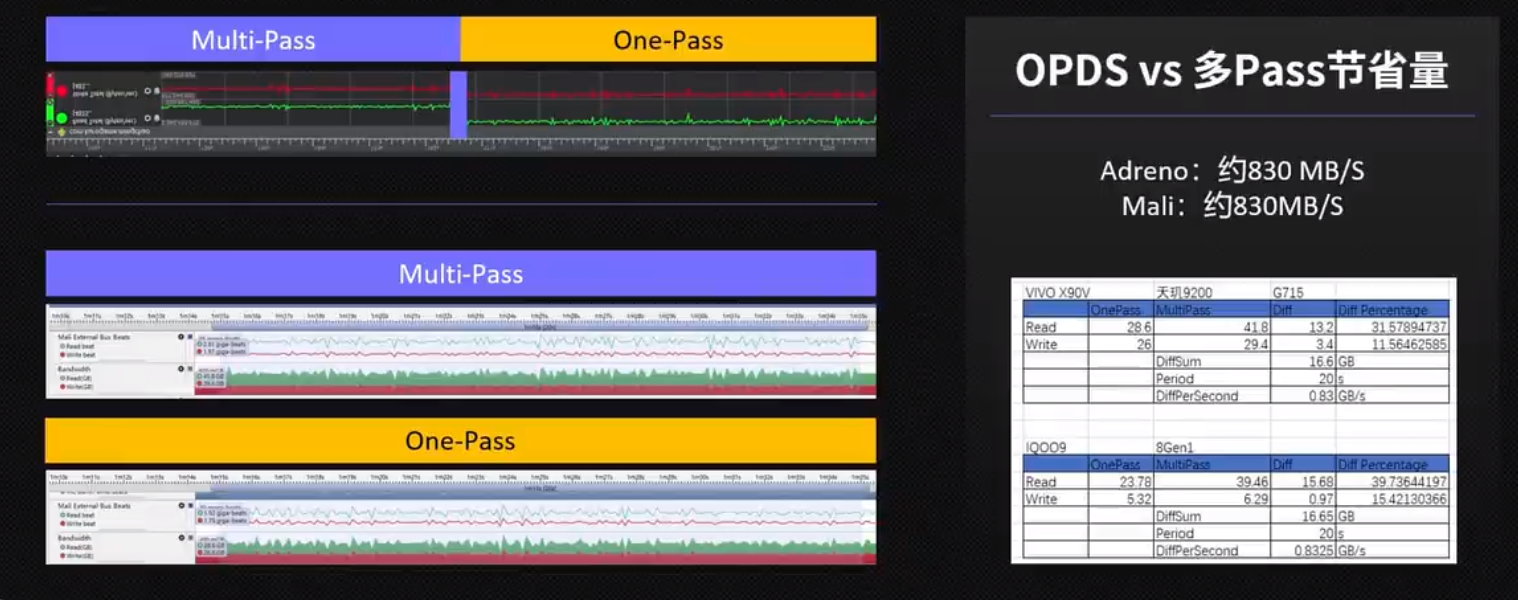 Multi-Pass One-Pass
Multi-Pass
Mali External Bus Beats
Read beat
Write beat
Bandwidth
Read(GB)
Write(GB)
One-Pass
Mali External Bus Beats
Read beat
Write beat
Bandwidth
Read(GB)
Write(GB)
OPDS vs 多Pass节省量
Adreno：约830 MB/S
Mali：约830MB/S
VIVO X90V 天玑9200 G715
OnePass MultiPass Diff Diff Percentage
Read 28.6 41.8 13.2 31.57894737
Write 26 29.4 3.4 11.56462585
DiffSum 16.6 GB
Period 20 s
DiffPerSecond 0.83 GB/s
IQOO9 8Gen1
OnePass MultiPass Diff Diff Percentage
Read 23.78 39.46 15.68 39.73644197
Write 5.32 6.29 0.97 15.42130366
DiffSum 16.65 GB
Period 20 s
DiffPerSecond 0.8325 GB/s